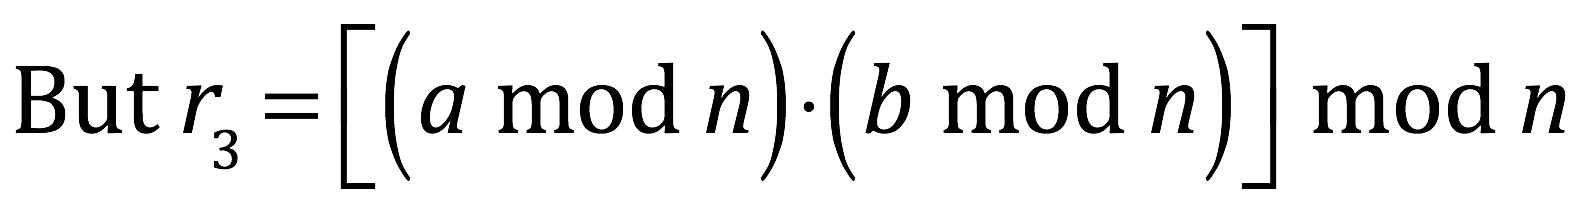 But r₃ = [(a mod n)·(b mod n)] mod n